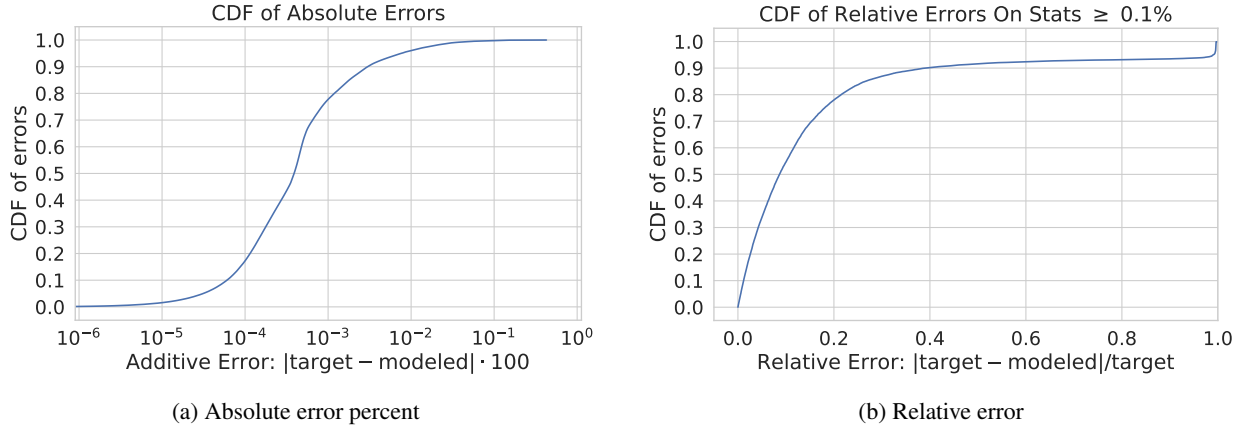 CDF of Absolute Errors
CDF of errors
1.0
0.9
0.8
0.7
0.6
0.5
0.4
0.3
0.2
0.1
0.0
10⁻⁶ 10⁻⁵ 10⁻⁴ 10⁻³ 10⁻² 10⁻¹ 10⁰
Additive Error: |target − modeled| · 100
(a) Absolute error percent
CDF of Relative Errors On Stats ≥ 0.1%
CDF of errors
1.0
0.9
0.8
0.7
0.6
0.5
0.4
0.3
0.2
0.1
0.0
0.0 0.2 0.4 0.6 0.8 1.0
Relative Error: |target − modeled|/target
(b) Relative error